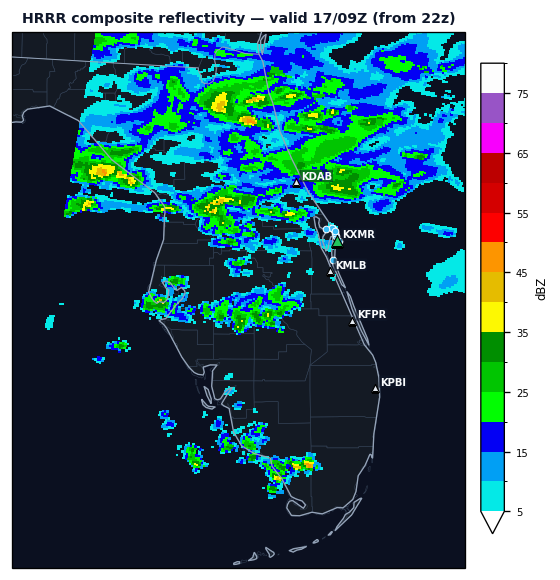 HRRR composite reflectivity — valid 17/09Z (from 22z)
KDAB
KXMR
KMLB
KFPR
KPBI
75
65
55
45
35
25
15
5
dBZ